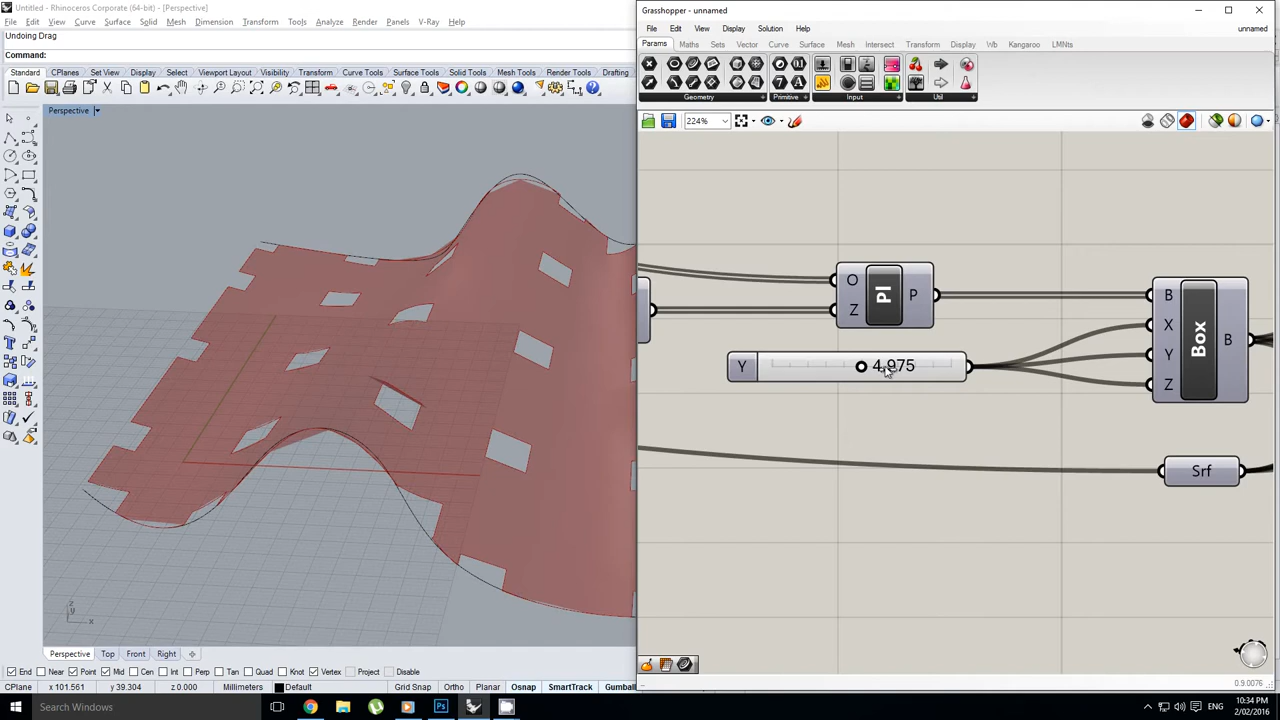 Untitled - Rhinoceros Corporate (64-bit) - [Perspective]
File Edit View Curve Surface Solid Mesh Dimension Transform Tools Analyze Render Panels V-Ray Help
Undoing Drag
Command:
Standard CPlanes Set View Display Select Viewport Layout Visibility Transform Curve Tools Surface Tools Solid Tools Mesh Tools Render Tools Drafting
Perspective
z
y
x
Perspective Top Front Right
End Near Point Mid Cen Int Perp Tan Quad Knot Vertex Project Disable
CPlane x 101.561 y 39.304 z 0.000 Millimeters Default Grid Snap Ortho Planar Osnap SmartTrack Gumball
Grasshopper - unnamed
File Edit View Display Solution Help unnamed
Params Maths Sets Vector Curve Surface Mesh Intersect Transform Display Wb Kangaroo LMNts
Geometry Primitive Input Util
224%
O
Z
Pl
P
Y 4.975
B
X
Y
Z
Box
B
Srf
0.9.0076
Search Windows
ENG
10:34 PM
2/02/2016